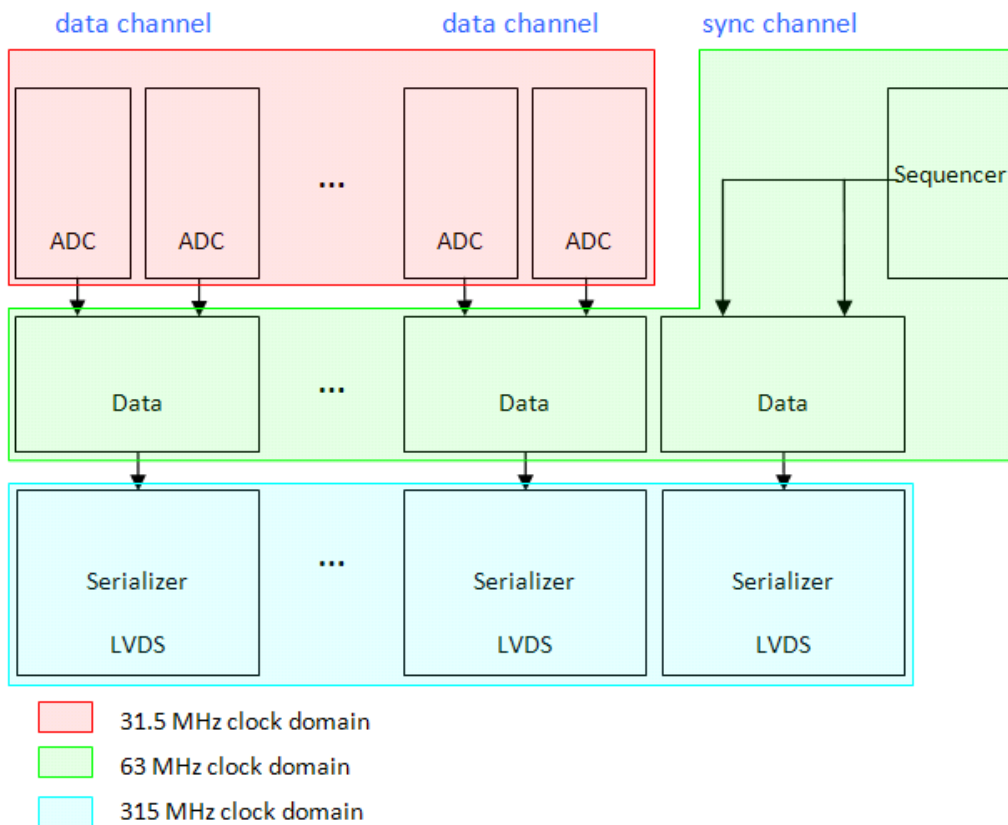 data channel
data channel
sync channel
...
Sequencer
ADC
ADC
ADC
ADC
Data
...
Data
Data
...
Serializer
Serializer
Serializer
LVDS
LVDS
LVDS
31.5 MHz clock domain
63 MHz clock domain
315 MHz clock domain